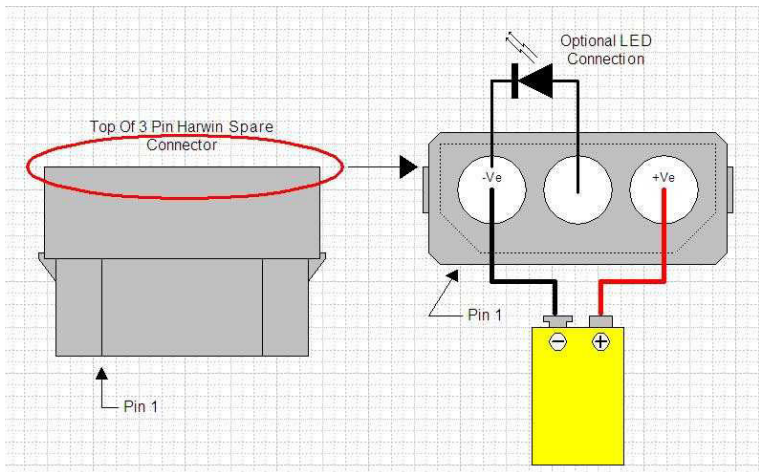 Optional LED
Connection
Top Of 3 Pin Harwin Spare
Connector
-Ve
+Ve
Pin 1
Pin 1
- +